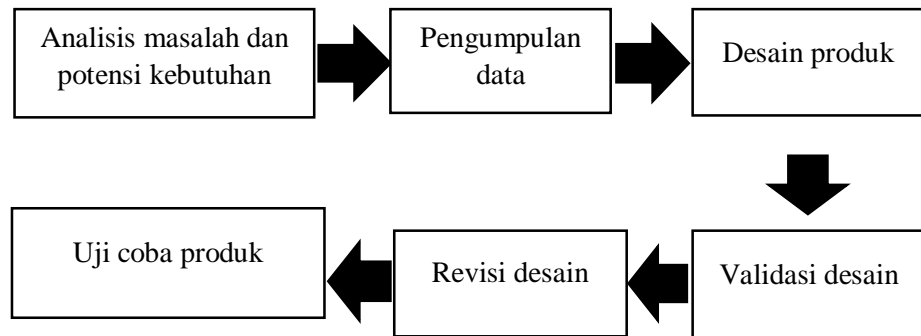 Analisis masalah dan
potensi kebutuhan
Pengumpulan
data
Desain produk
Validasi desain
Revisi desain
Uji coba produk